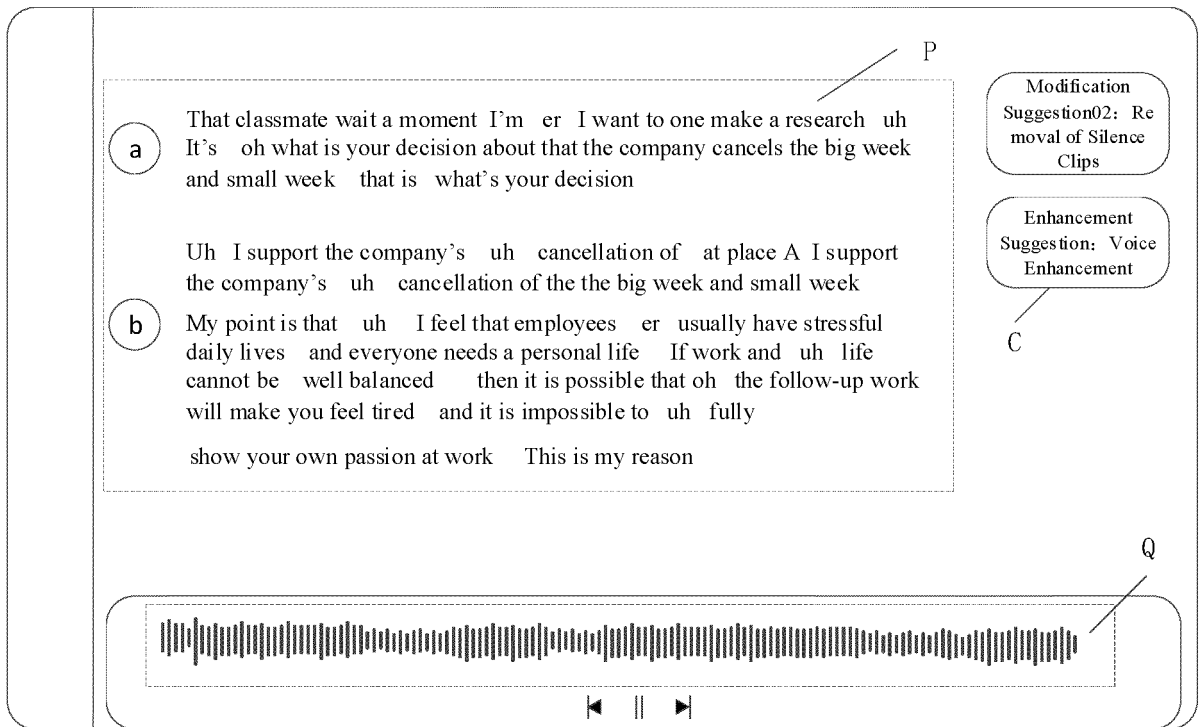 P
That classmate wait a moment I'm er I want to one make a research uh
a
It's oh what is your decision about that the company cancels the big week
and small week that is what's your decision
Uh I support the company's uh cancellation of at place A I support
the company's uh cancellation of the the big week and small week
b
My point is that uh I feel that employees er usually have stressful
daily lives and everyone needs a personal life If work and uh life
cannot be well balanced then it is possible that oh the follow-up work
will make you feel tired and it is impossible to uh fully
show your own passion at work This is my reason
Modification
Suggestion02: Re
moval of Silence
Clips
Enhancement
Suggestion: Voice
Enhancement
C
Q